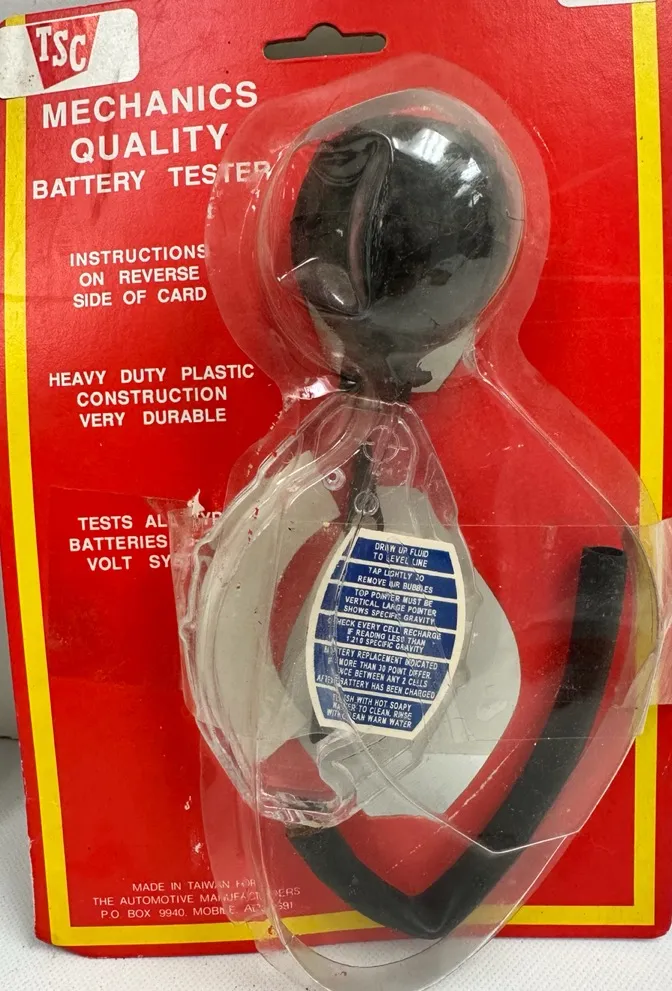 TSC
MECHANICS
QUALITY
BATTERY TESTER
INSTRUCTIONS
ON REVERSE
SIDE OF CARD
HEAVY DUTY PLASTIC
CONSTRUCTION
VERY DURABLE
TESTS
BATTERIES
VOLT
DRAW UP FLUID
TO LEVEL LINE
TAP LIGHTLY TO
REMOVE AIR BUBBLES
TOP POINTER MUST BE
VERTICAL LARGE POINTER
SHOWS SPECIFIC GRAVITY
CHECK EVERY CELL RECHARGE
IF READING LESS THAN
1.210 SPECIFIC GRAVITY
BATTERY REPLACEMENT INDICATED
IF MORE THAN 30 POINT DIFFER-
ENCE BETWEEN ANY 2 CELLS
AFTER BATTERY HAS BEEN CHARGED
FLUSH WITH HOT SOAPY
WATER TO CLEAN. RINSE
WITH CLEAN WARM WATER
MADE IN TAIWAN FOR
THE AUTOMOTIVE MANUFACTURERS
P.O. BOX 9940, MOBILE,